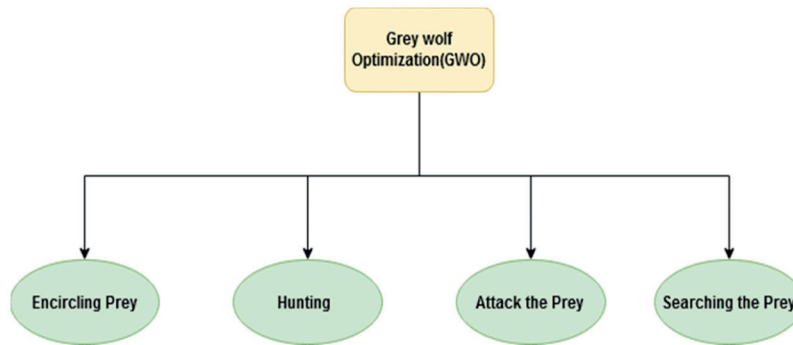 Grey wolf
Optimization(GWO)
Encircling Prey
Hunting
Attack the Prey
Searching the Prey